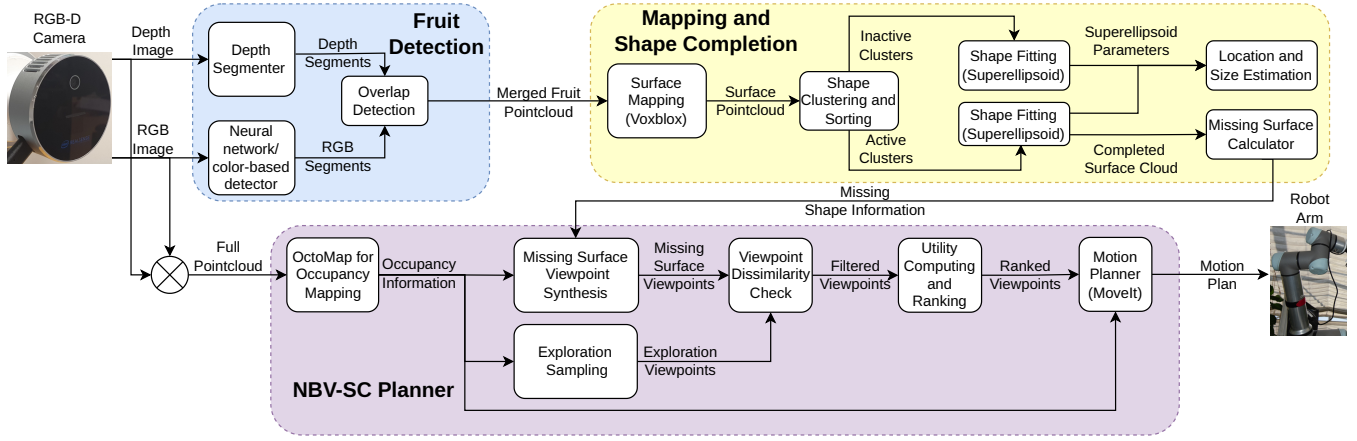 RGB-D
Camera
Depth
Image
RGB
Image
Fruit
Detection
Depth
Segmenter
Depth
Segments
Overlap
Detection
Neural
network/
color-based
detector
RGB
Segments
Merged Fruit
Pointcloud
Mapping and
Shape Completion
Surface
Mapping
(Voxblox)
Surface
Pointcloud
Shape
Clustering and
Sorting
Inactive
Clusters
Active
Clusters
Shape Fitting
(Superellipsoid)
Shape Fitting
(Superellipsoid)
Superellipsoid
Parameters
Completed
Surface Cloud
Location and
Size Estimation
Missing Surface
Calculator
Missing
Shape Information
Full
Pointcloud
OctoMap for
Occupancy
Mapping
Occupancy
Information
Missing Surface
Viewpoint
Synthesis
Missing
Surface
Viewpoints
Exploration
Sampling
Exploration
Viewpoints
Viewpoint
Dissimilarity
Check
Filtered
Viewpoints
Utility
Computing
and
Ranking
Ranked
Viewpoints
Motion
Planner
(MoveIt)
Motion
Plan
Robot
Arm
NBV-SC Planner